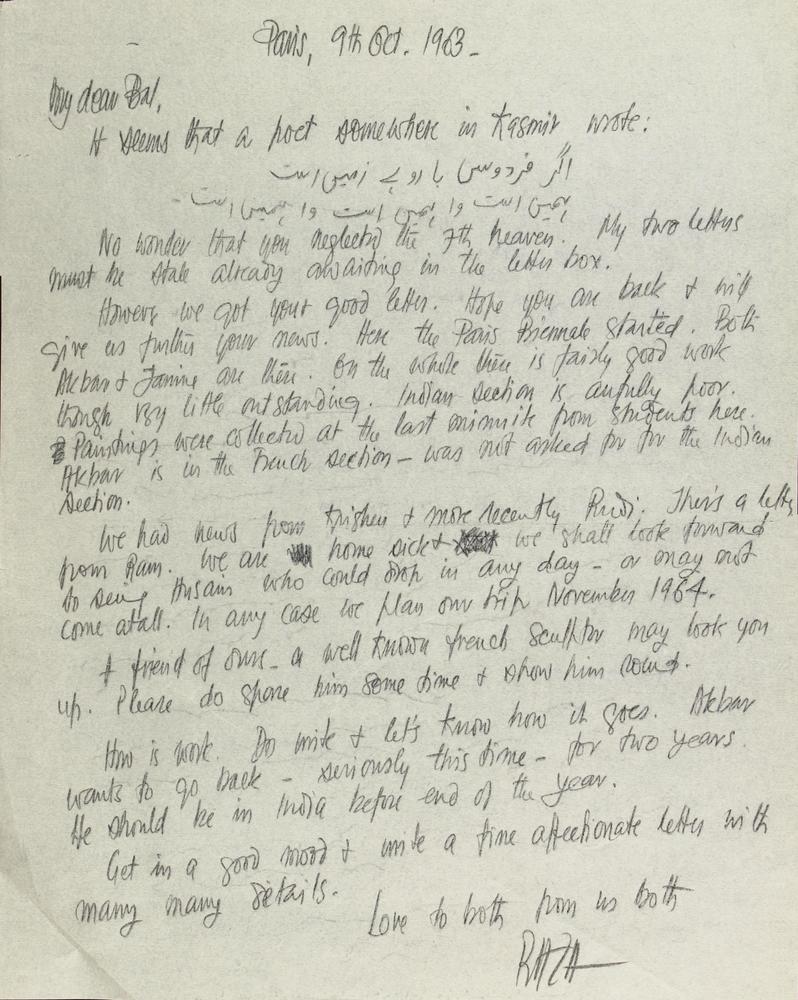 Paris, 9th Oct. 1963 -
My dear Bal,
It seems that a poet somewhere in Kasmir wrote:
اگر فردوسی با روے زمیں است
ہمیں است وا ہمیں است وا ہمیں است -
No wonder that you neglected the 7th heaven. My two letters
must be stale already awaiting in the letter box.
However we got your good letter. Hope you are back & will
give us further your news. Here the Paris Biennale started. Both
Akbar & Janine are there. On the whole there is fairly good work
though very little outstanding. Indian section is awfully poor.
Paintings were collected at the last minute from students here.
Akbar is in the French section – was not asked for for the Indian
Section.
We had news from Krishen & more recently Rudi. There's a letter
from Ram. We are home sick & we shall look forward
to seeing Husain who could drop in any day – or may not
come atall. In any case we plan our trip November 1964.
A friend of ours – a well known french sculptor may look you
up. Please do spare him some time & show him round.
How is work. Do write & let's know how it goes. Akbar
wants to go back – seriously this time – for two years.
He should be in India before end of the year.
Get in a good mood & write a fine affectionate letter with
many many details.
Love to both from us both
RAZA